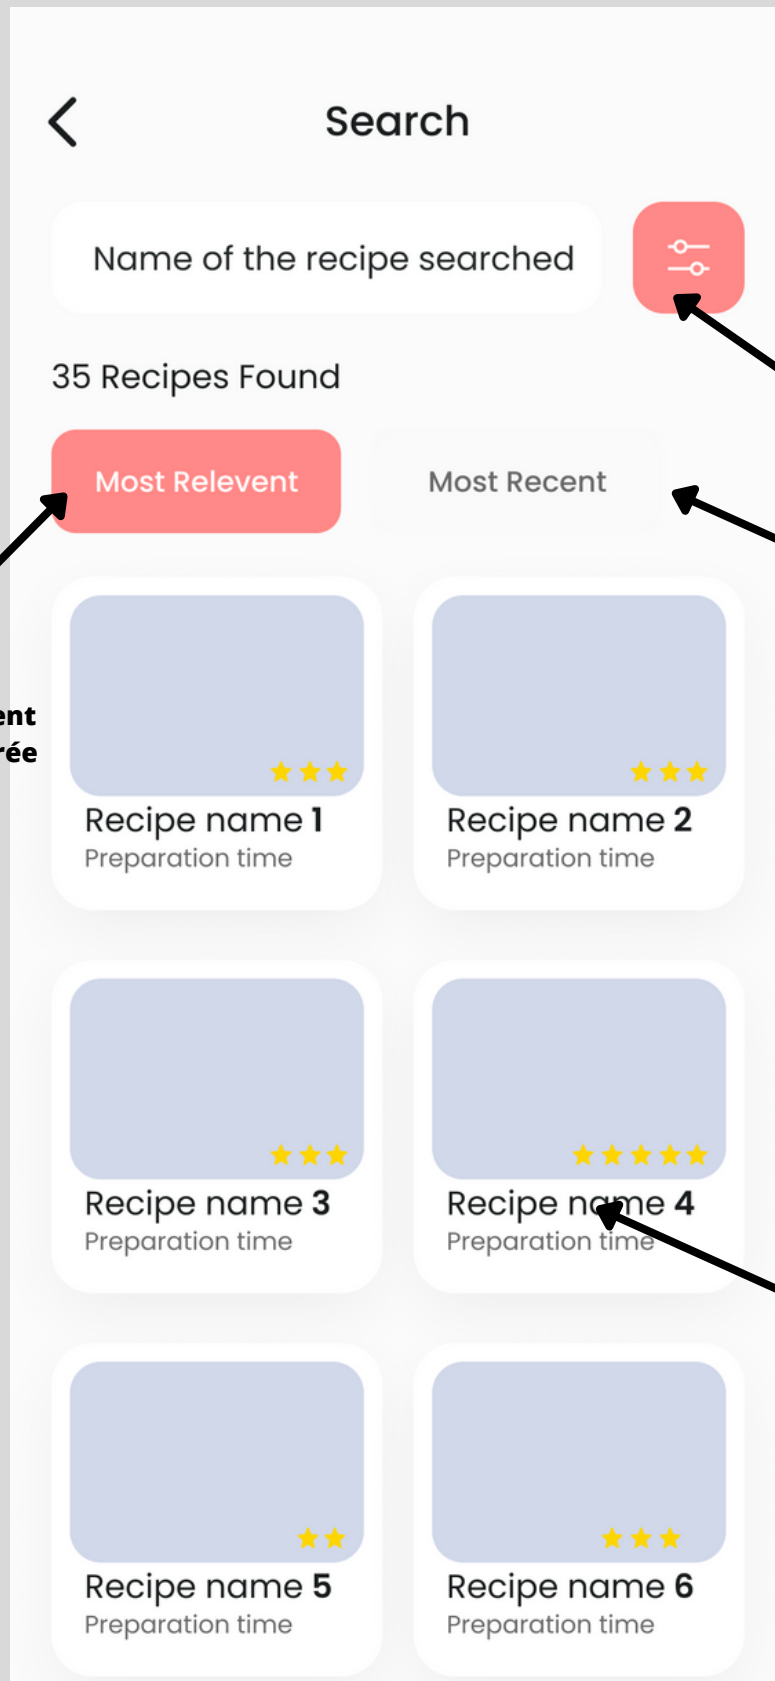 Search
Name of the recipe searched
35 Recipes Found
Most Relevent
Most Recent
ent
rée
Recipe name 1
Preparation time
Recipe name 2
Preparation time
Recipe name 3
Preparation time
Recipe name 4
Preparation time
Recipe name 5
Preparation time
Recipe name 6
Preparation time